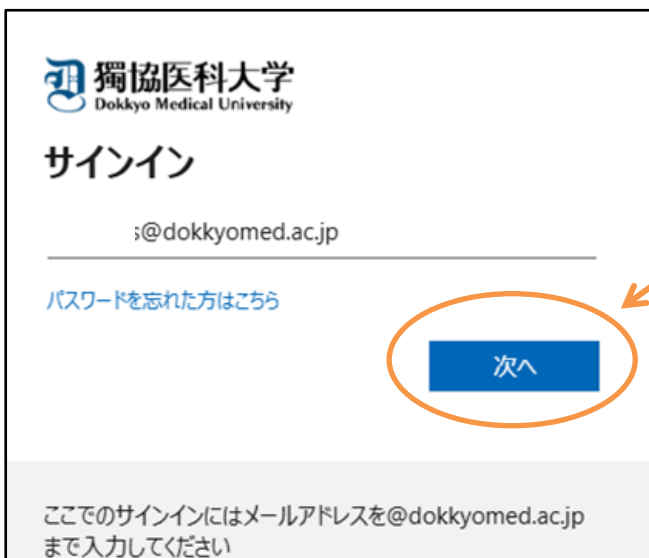 獨協医科大学
Dokkyo Medical University
サインイン
s@dokkyomed.ac.jp
パスワードを忘れた方はこちら
次へ
ここでのサインインにはメールアドレスを@dokkyomed.ac.jp
まで入力してください